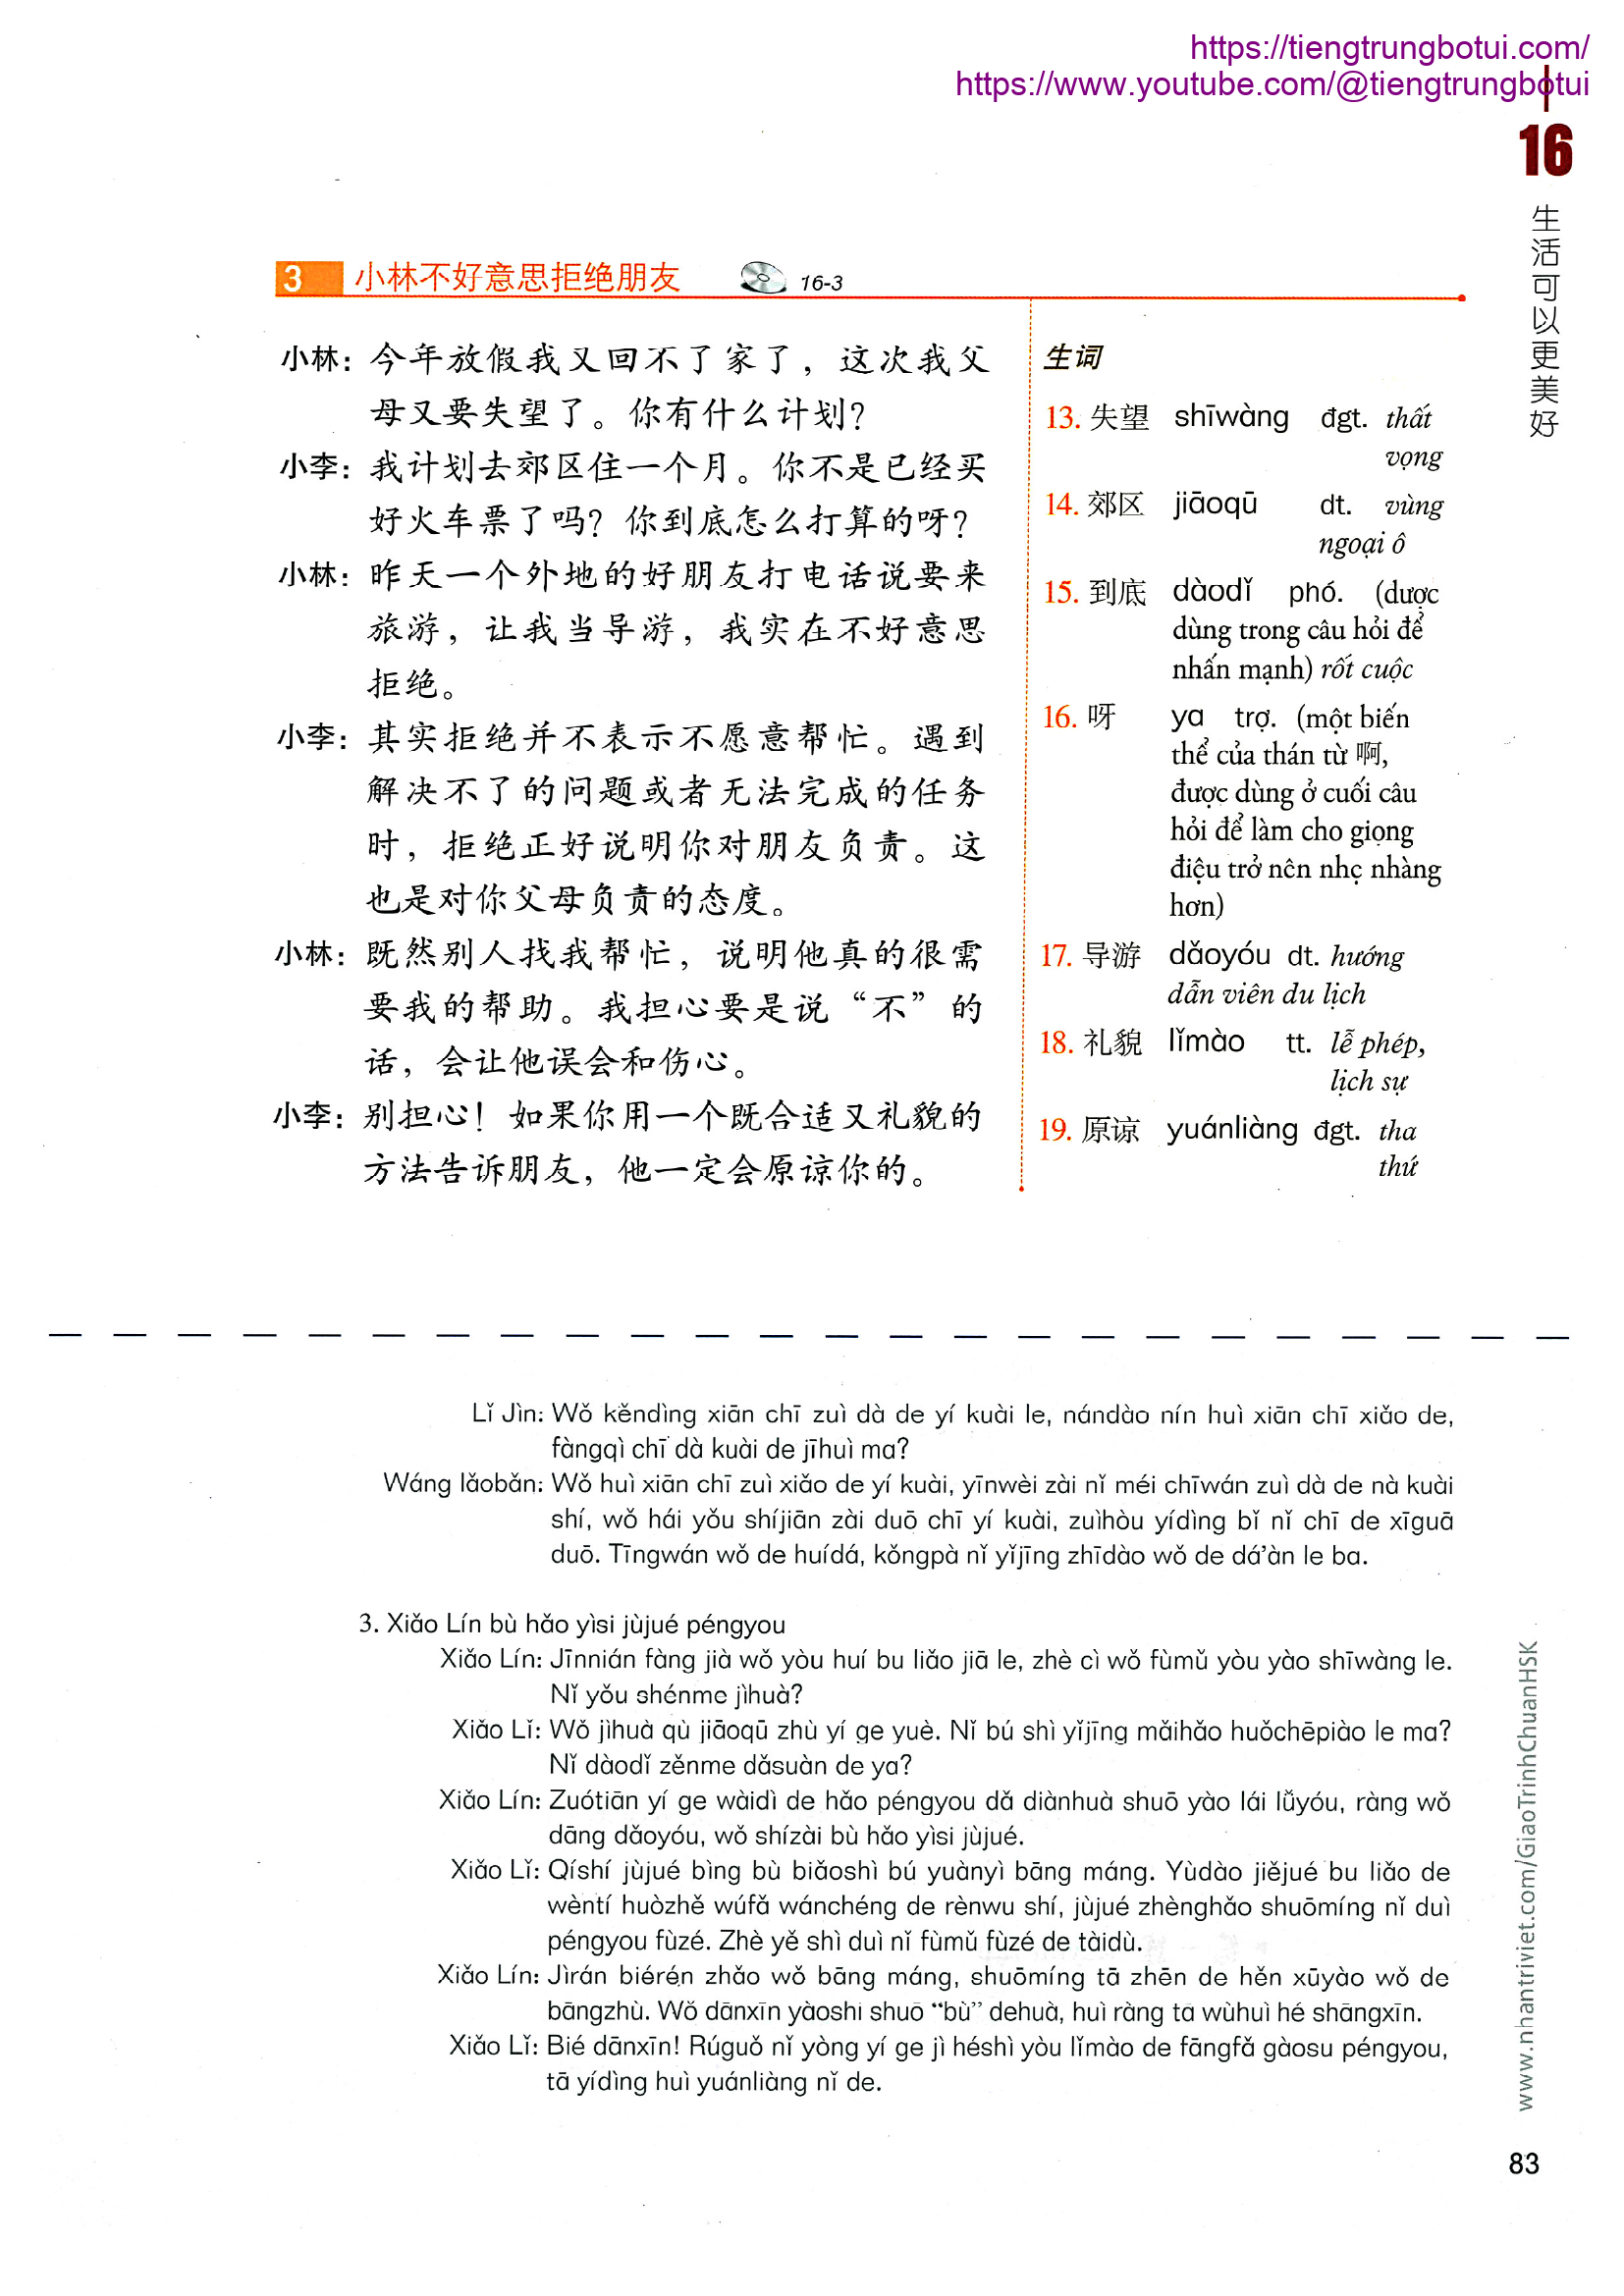 https://tiengtrungbotui.com/
https://www.youtube.com/@tiengtrungbotui
16
生活可以更美好
3 小林不好意思拒绝朋友 16-3
小林：今年放假我又回不了家了，这次我父
母又要失望了。你有什么计划？
小李：我计划去郊区住一个月。你不是已经买
好火车票了吗？你到底怎么打算的呀？
小林：昨天一个外地的好朋友打电话说要来
旅游，让我当导游，我实在不好意思
拒绝。
小李：其实拒绝并不表示不愿意帮忙。遇到
解决不了的问题或者无法完成的任务
时，拒绝正好说明你对朋友负责。这
也是对你父母负责的态度。
小林：既然别人找我帮忙，说明他真的很需
要我的帮助。我担心要是说“不”的
话，会让他误会和伤心。
小李：别担心！如果你用一个既合适又礼貌的
方法告诉朋友，他一定会原谅你的。
生词
13. 失望 shīwàng đgt. thất
vọng
14. 郊区 jiāoqū dt. vùng
ngoại ô
15. 到底 dàodǐ phó. (dược
dùng trong câu hỏi để
nhấn mạnh) rốt cuộc
16. 呀 ya trợ. (một biến
thể của thán từ 啊,
được dùng ở cuối câu
hỏi để làm cho giọng
điệu trở nên nhẹ nhàng
hơn)
17. 导游 dǎoyóu dt. hướng
dẫn viên du lịch
18. 礼貌 lǐmào tt. lễ phép,
lịch sự
19. 原谅 yuánliàng đgt. tha
thứ
Lǐ Jìn: Wǒ kěndìng xiān chī zuì dà de yí kuài le, nándào nín huì xiān chī xiǎo de,
fàngqì chī dà kuài de jīhuì ma?
Wáng lǎobǎn: Wǒ huì xiān chī zuì xiǎo de yí kuài, yīnwèi zài nǐ méi chīwán zuì dà de nà kuài
shí, wǒ hái yǒu shíjiān zài duō chī yí kuài, zuìhòu yídìng bǐ nǐ chī de xīguā
duō. Tīngwán wǒ de huídá, kǒngpà nǐ yǐjīng zhīdào wǒ de dá’àn le ba.
3. Xiǎo Lín bù hǎo yìsi jùjué péngyou
Xiǎo Lín: Jīnnián fàng jià wǒ yòu huí bu liǎo jiā le, zhè cì wǒ fùmǔ yòu yào shīwàng le.
Nǐ yǒu shénme jìhuà?
Xiǎo Lǐ: Wǒ jìhuà qù jiāoqū zhù yí ge yuè. Nǐ bú shì yǐjīng mǎihǎo huǒchēpiào le ma?
Nǐ dàodǐ zěnme dǎsuàn de ya?
Xiǎo Lín: Zuótiān yí ge wàidì de hǎo péngyou dǎ diànhuà shuō yào lái lǚyóu, ràng wǒ
dāng dǎoyóu, wǒ shízài bù hǎo yìsi jùjué.
Xiǎo Lǐ: Qíshí jùjué bìng bù biǎoshì bú yuànyì bāng máng. Yùdào jiějué bu liǎo de
wèntí huòzhě wúfǎ wánchéng de rènwu shí, jùjué zhènghǎo shuōmíng nǐ duì
péngyou fùzé. Zhè yě shì duì nǐ fùmǔ fùzé de tàidù.
Xiǎo Lín: Jìrán biérén zhǎo wǒ bāng máng, shuōmíng tā zhēn de hěn xūyào wǒ de
bāngzhù. Wǒ dānxīn yàoshi shuō “bù” dehuà, huì ràng tā wùhuì hé shāngxīn.
Xiǎo Lǐ: Bié dānxīn! Rúguǒ nǐ yòng yí ge jì héshì yòu lǐmào de fāngfǎ gàosu péngyou,
tā yídìng huì yuánliàng nǐ de.
www.nhantriviet.com/GiaoTrinhChuanHSK
83